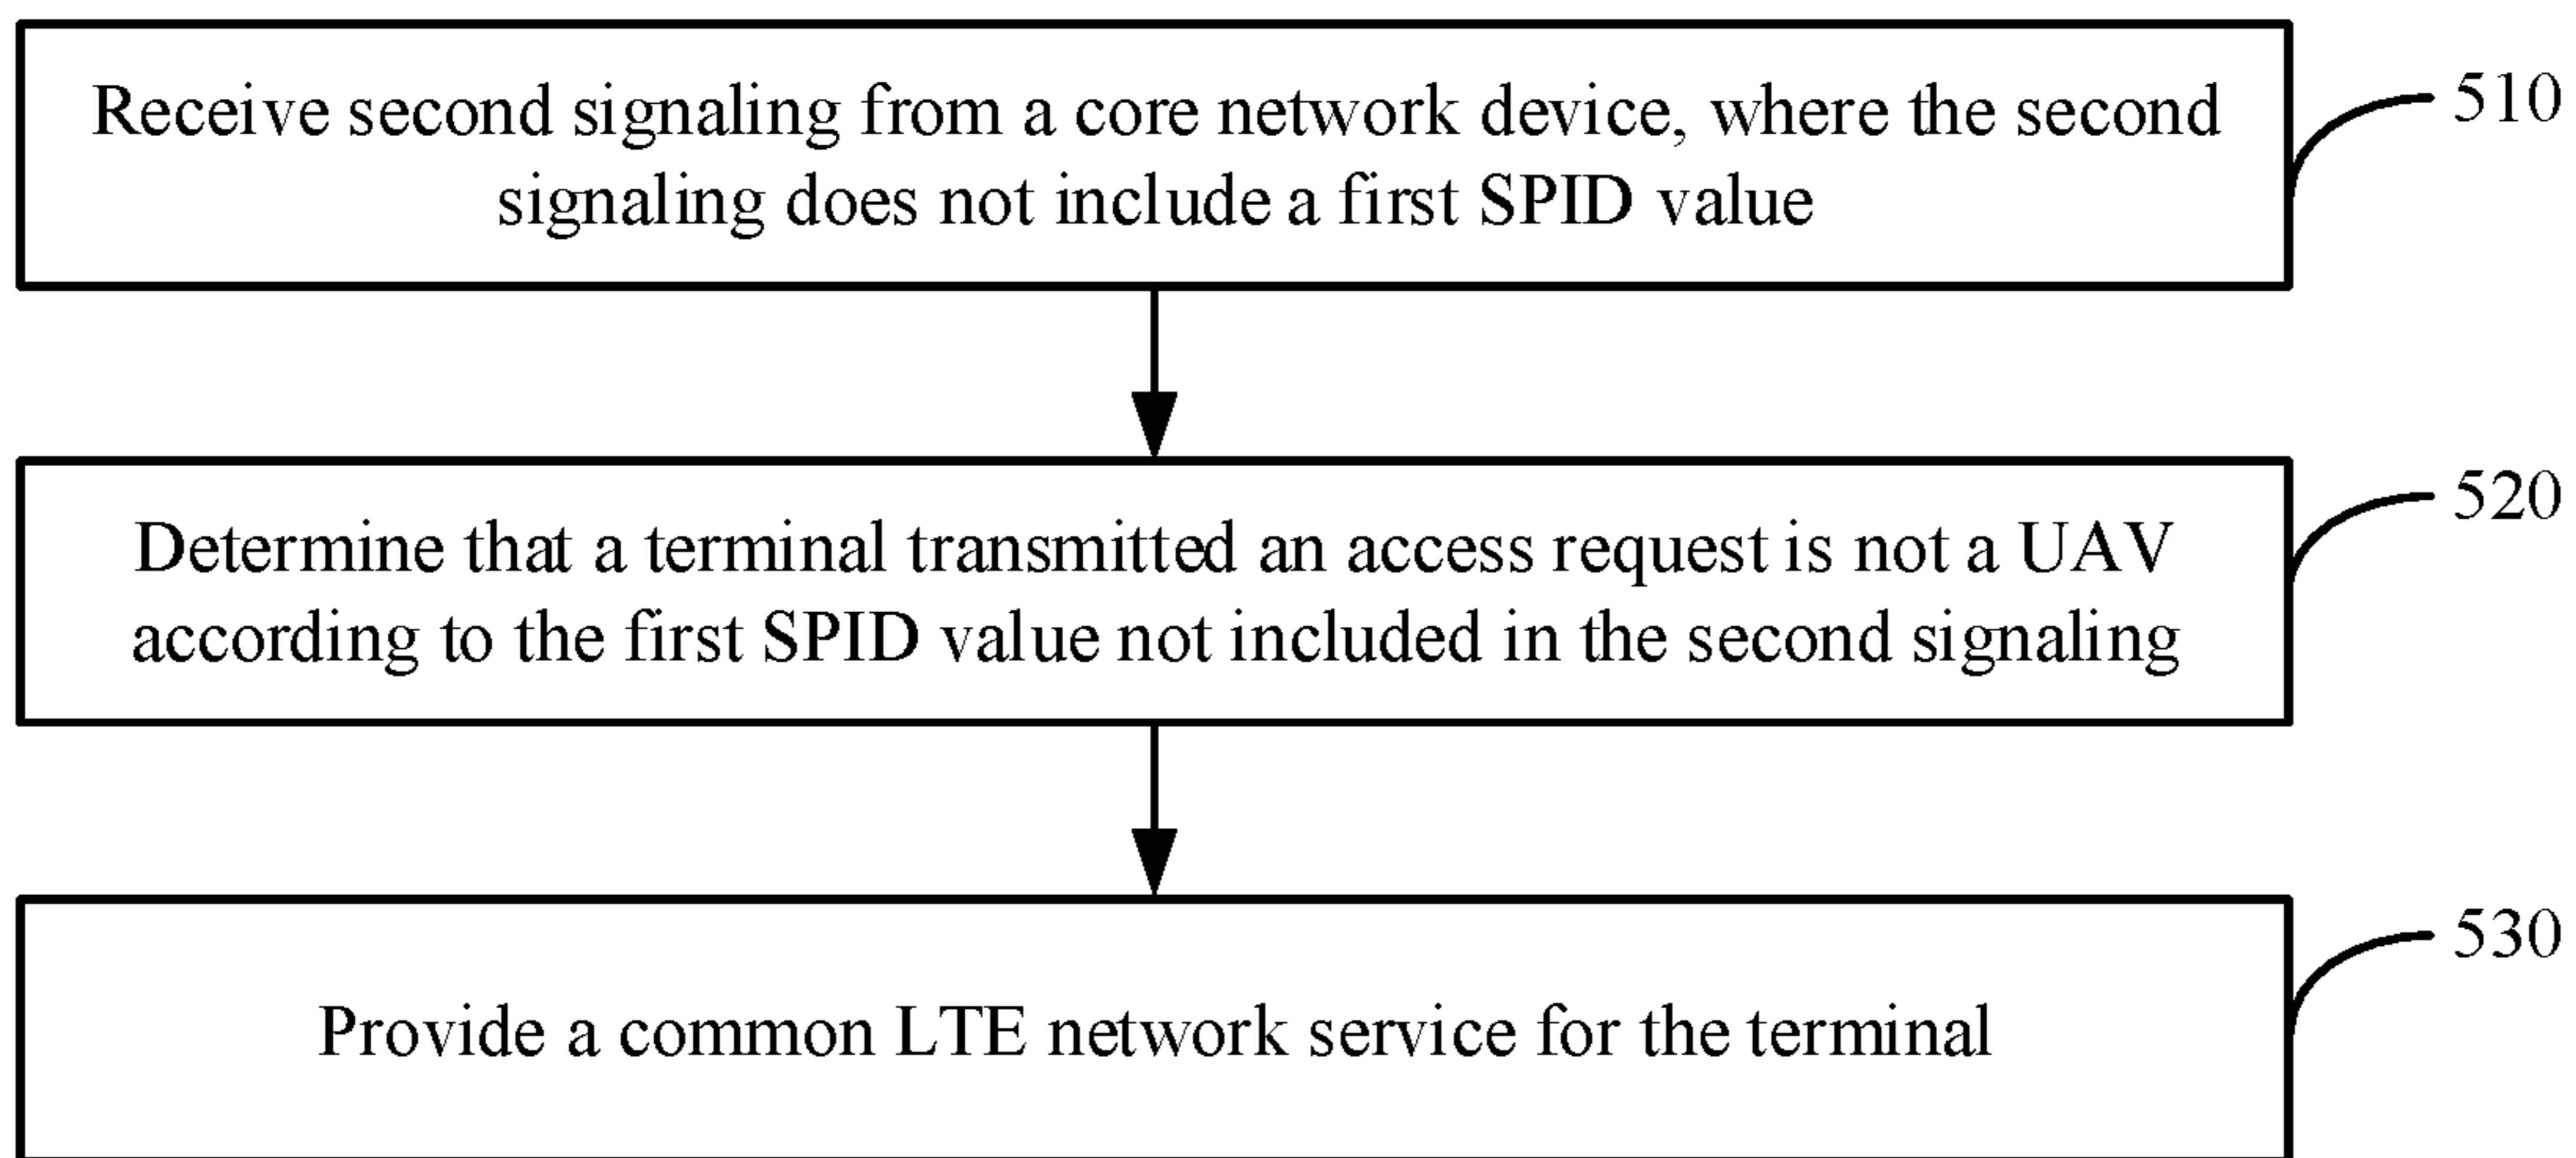 Receive second signaling from a core network device, where the second
signaling does not include a first SPID value
510
Determine that a terminal transmitted an access request is not a UAV
according to the first SPID value not included in the second signaling
520
Provide a common LTE network service for the terminal
530